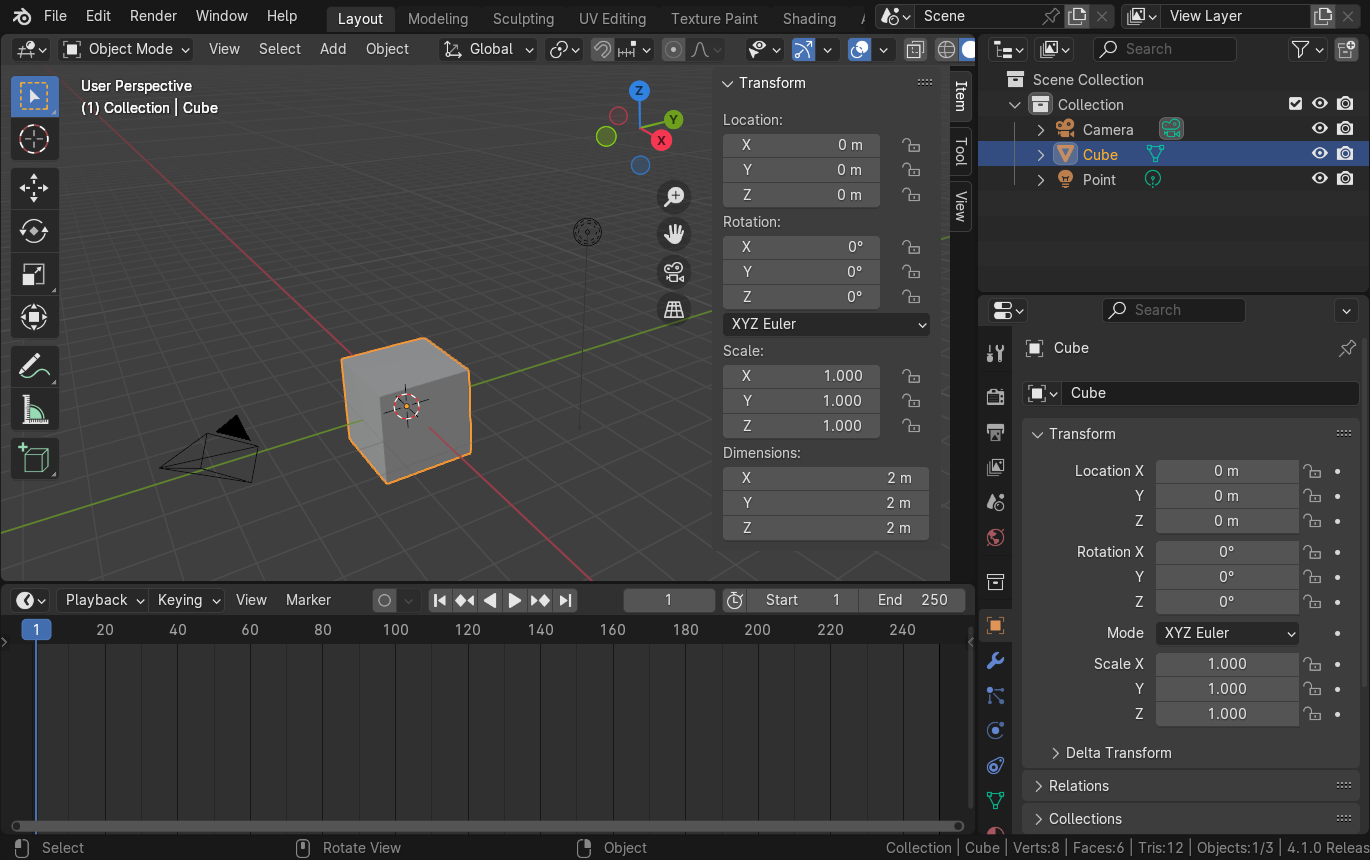 File Edit Render Window Help Layout Modeling Sculpting UV Editing Texture Paint Shading Scene View Layer
Object Mode View Select Add Object Global Search
User Perspective
(1) Collection | Cube
Z
Y
X
Transform
Location:
X 0 m
Y 0 m
Z 0 m
Rotation:
X 0°
Y 0°
Z 0°
XYZ Euler
Scale:
X 1.000
Y 1.000
Z 1.000
Dimensions:
X 2 m
Y 2 m
Z 2 m
Item
Tool
View
Scene Collection
Collection
Camera
Cube
Point
Search
Cube
Cube
Transform
Location X 0 m
Y 0 m
Z 0 m
Rotation X 0°
Y 0°
Z 0°
Mode XYZ Euler
Scale X 1.000
Y 1.000
Z 1.000
Delta Transform
Relations
Collections
Playback Keying View Marker 1 Start 1 End 250
1 20 40 60 80 100 120 140 160 180 200 220 240
Select Rotate View Object Collection | Cube | Verts:8 | Faces:6 | Tris:12 | Objects:1/3 | 4.1.0 Releas